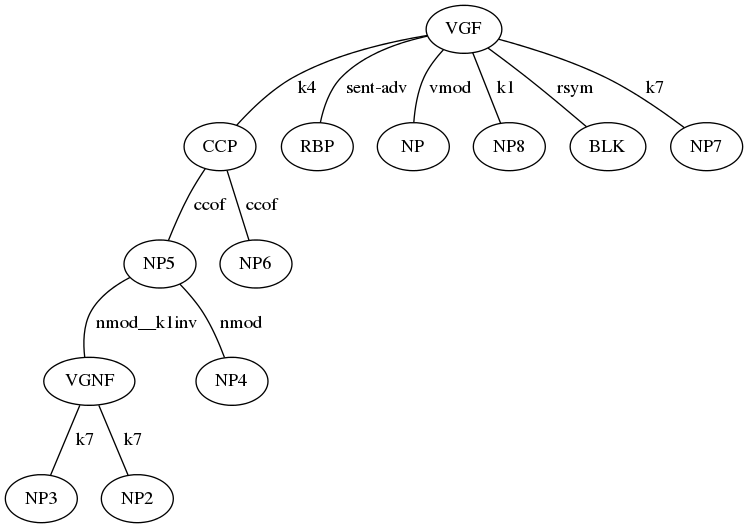 VGF
k4 sent-adv vmod k1 rsym k7
CCP RBP NP NP8 BLK NP7
ccof ccof
NP5 NP6
nmod__k1inv nmod
VGNF NP4
k7 k7
NP3 NP2